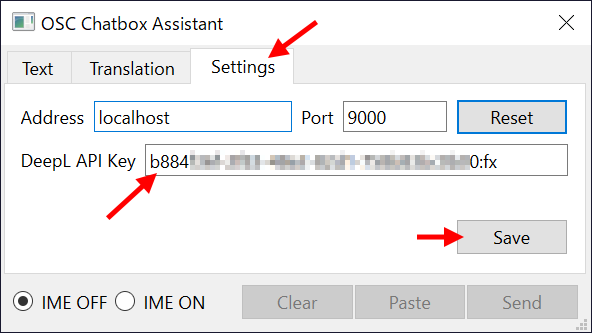 OSC Chatbox Assistant
Text Translation Settings
Address localhost Port 9000 Reset
DeepL API Key b884 0:fx
Save
IME OFF IME ON Clear Paste Send